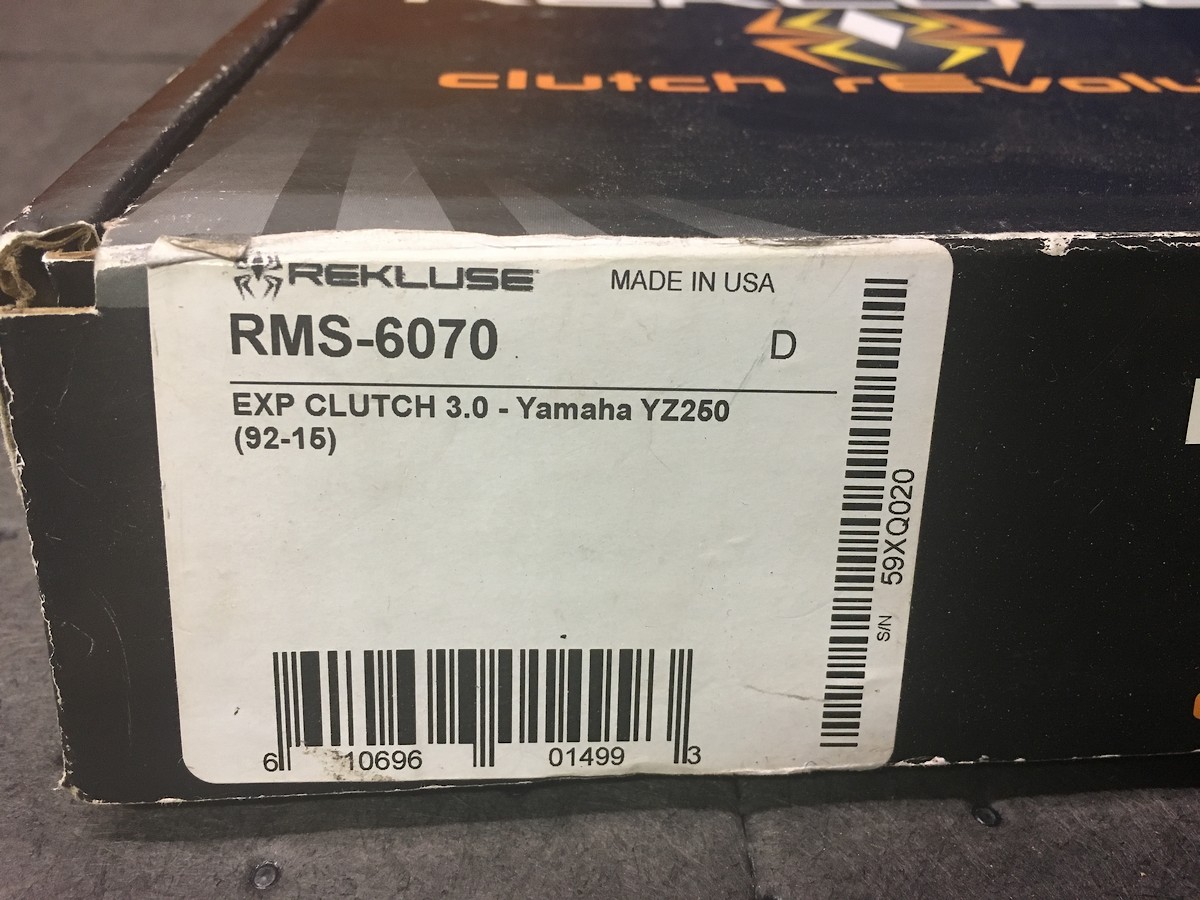 clutch rEvolu
REKLUSE
MADE IN USA
RMS-6070
D
EXP CLUTCH 3.0 - Yamaha YZ250
(92-15)
S/N 59XQ020
6 10696 01499 3